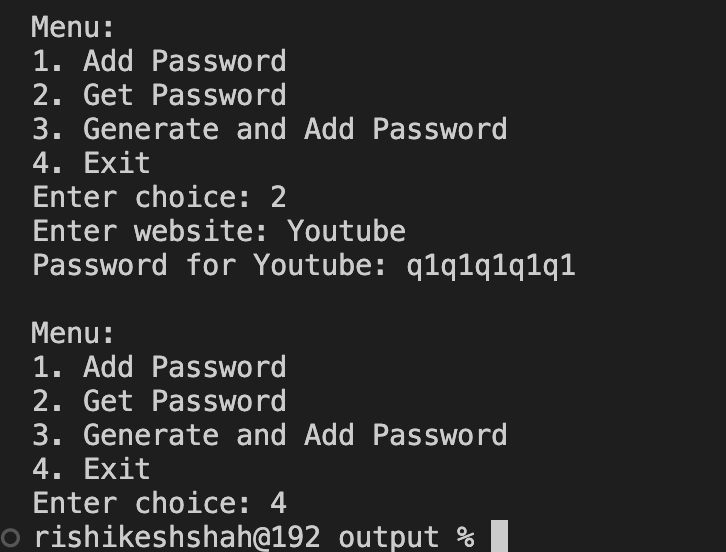 Menu:
1. Add Password
2. Get Password
3. Generate and Add Password
4. Exit
Enter choice: 2
Enter website: Youtube
Password for Youtube: q1q1q1q1q1
Menu:
1. Add Password
2. Get Password
3. Generate and Add Password
4. Exit
Enter choice: 4
rishikeshshah@192 output %